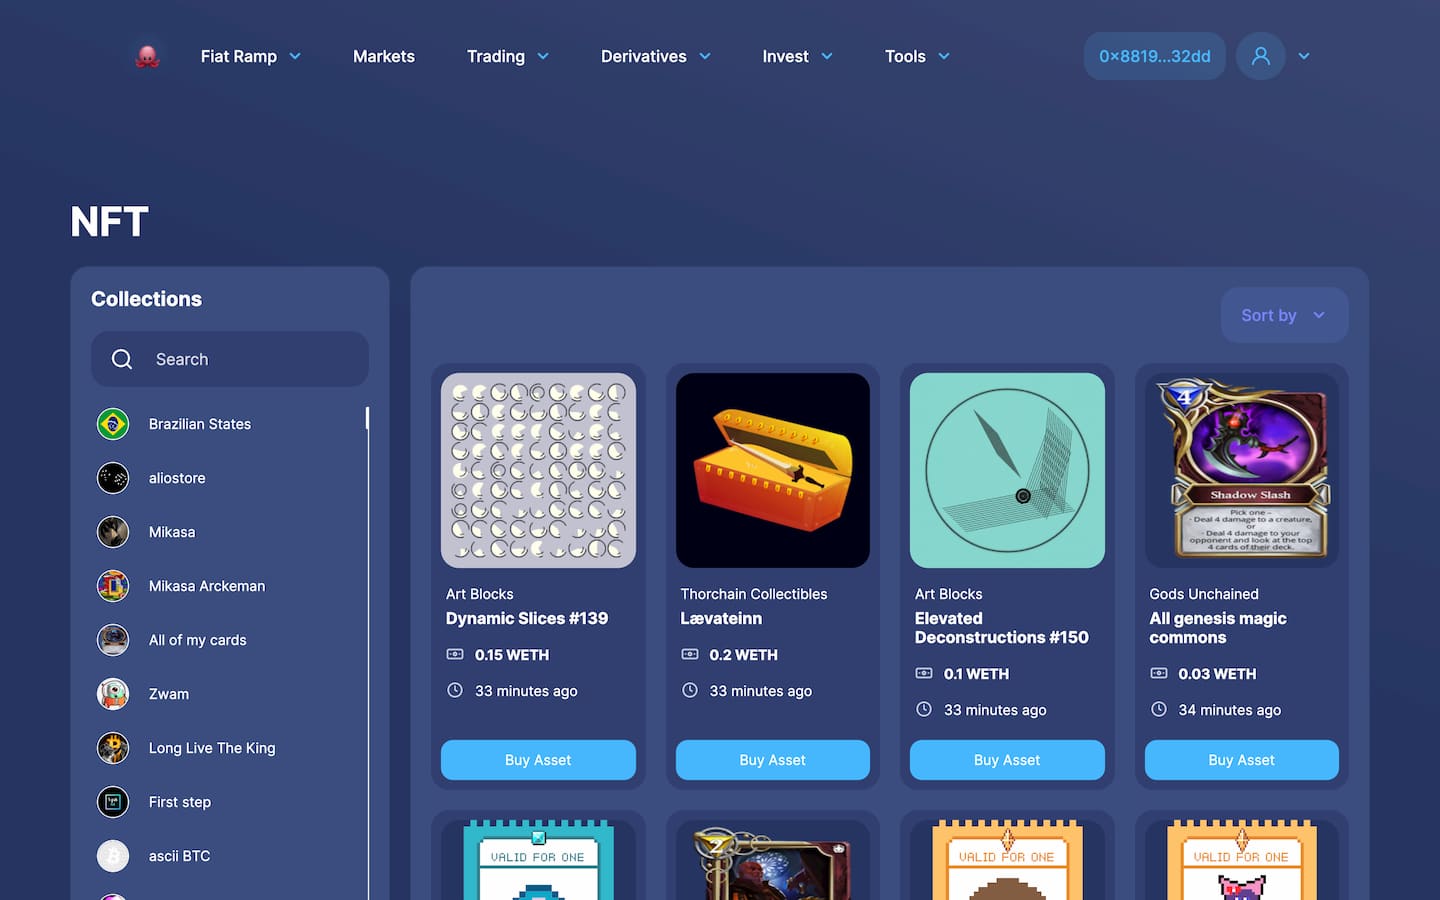 Fiat Ramp
Markets
Trading
Derivatives
Invest
Tools
0x8819...32dd
NFT
Collections
Search
Brazilian States
aliostore
Mikasa
Mikasa Arckeman
All of my cards
Zwam
Long Live The King
First step
ascii BTC
Sort by
Art Blocks
Dynamic Slices #139
0.15 WETH
33 minutes ago
Buy Asset
Thorchain Collectibles
Lævateinn
0.2 WETH
33 minutes ago
Buy Asset
Art Blocks
Elevated
Deconstructions #150
0.1 WETH
33 minutes ago
Buy Asset
4
Shadow Slash
Pick one –
- Deal 4 damage to a creature,
or
- Deal 4 damage to your
opponent and look at the top
4 cards of their deck.
Gods Unchained
All genesis magic
commons
0.03 WETH
34 minutes ago
Buy Asset
VALID FOR ONE
2
VALID FOR ONE
VALID FOR ONE